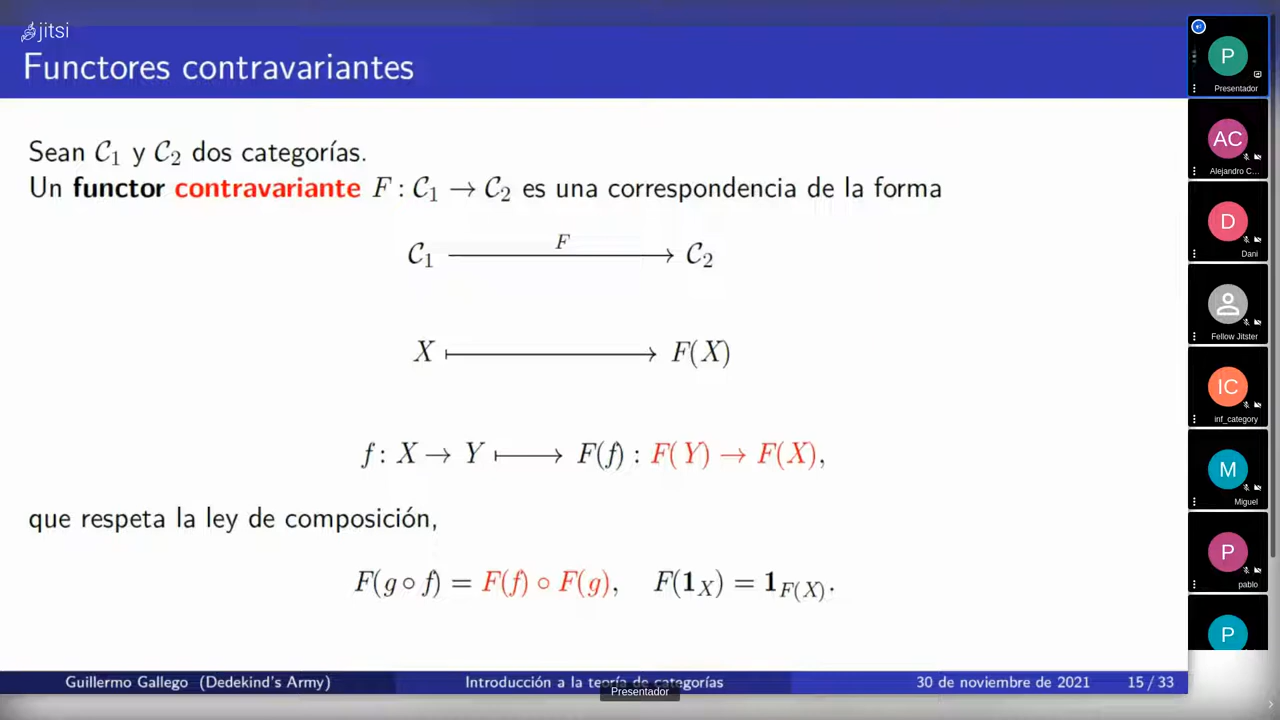 jitsi
Functores contravariantes
Sean C₁ y C₂ dos categorías.
Un functor contravariante F : C₁ → C₂ es una correspondencia de la forma
C₁ —F→ C₂
X ⟼ F(X)
f : X → Y ⟼ F(f) : F(Y) → F(X),
que respeta la ley de composición,
F(g ∘ f) = F(f) ∘ F(g), F(1_X) = 1_{F(X)}.
Guillermo Gallego (Dedekind's Army) Introducción a la teoría de categorías 30 de noviembre de 2021 15 / 33
Presentador
P
Presentador
AC
Alejandro C...
D
Dani
Fellow Jitster
IC
inf_category
M
Miguel
P
pablo
P